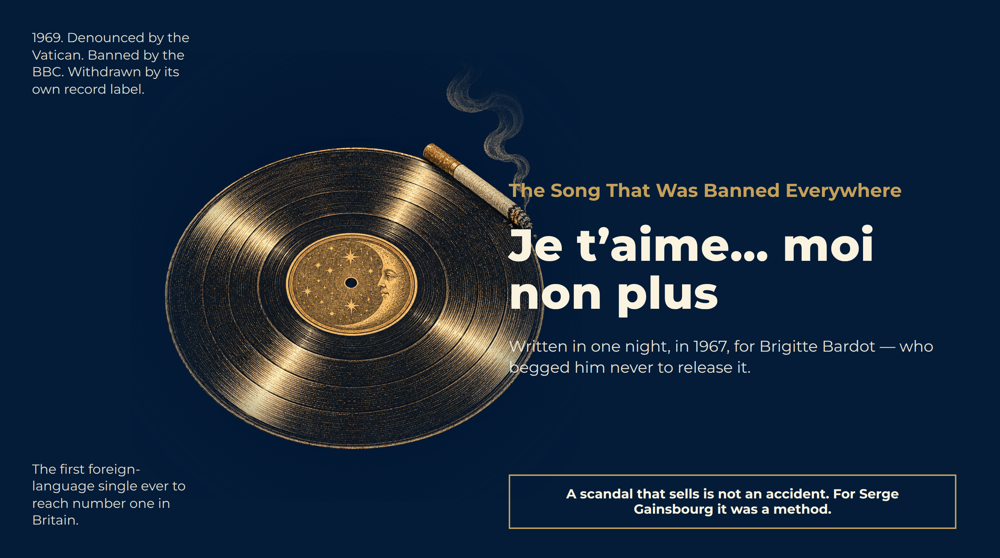 1969. Denounced by the
Vatican. Banned by the
BBC. Withdrawn by its
own record label.
The Song That Was Banned Everywhere
Je t’aime... moi
non plus
Written in one night, in 1967, for Brigitte Bardot — who
begged him never to release it.
The first foreign-
language single ever to
reach number one in
Britain.
A scandal that sells is not an accident. For Serge
Gainsbourg it was a method.